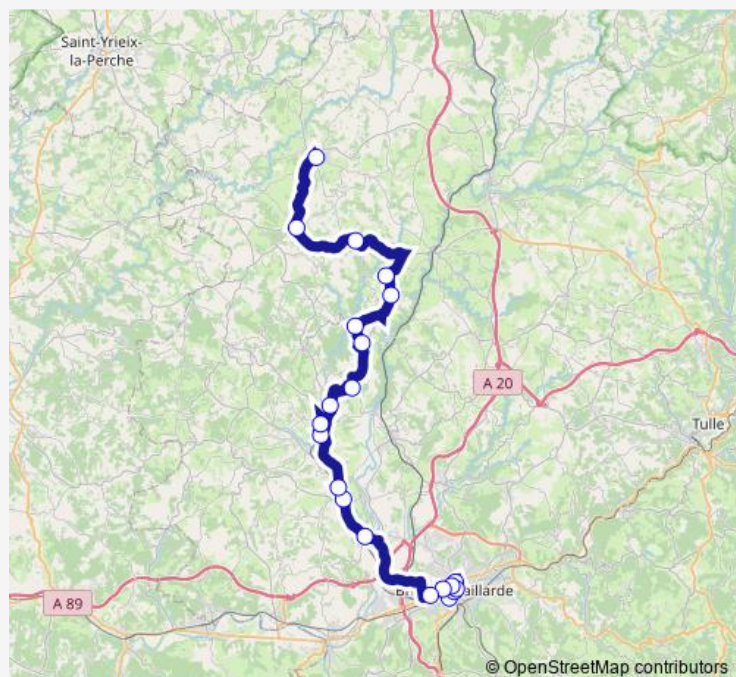 Saint-Yrieix-
la-Perche
A 20
Tulle
A 89
aillarde
© OpenStreetMap contributors